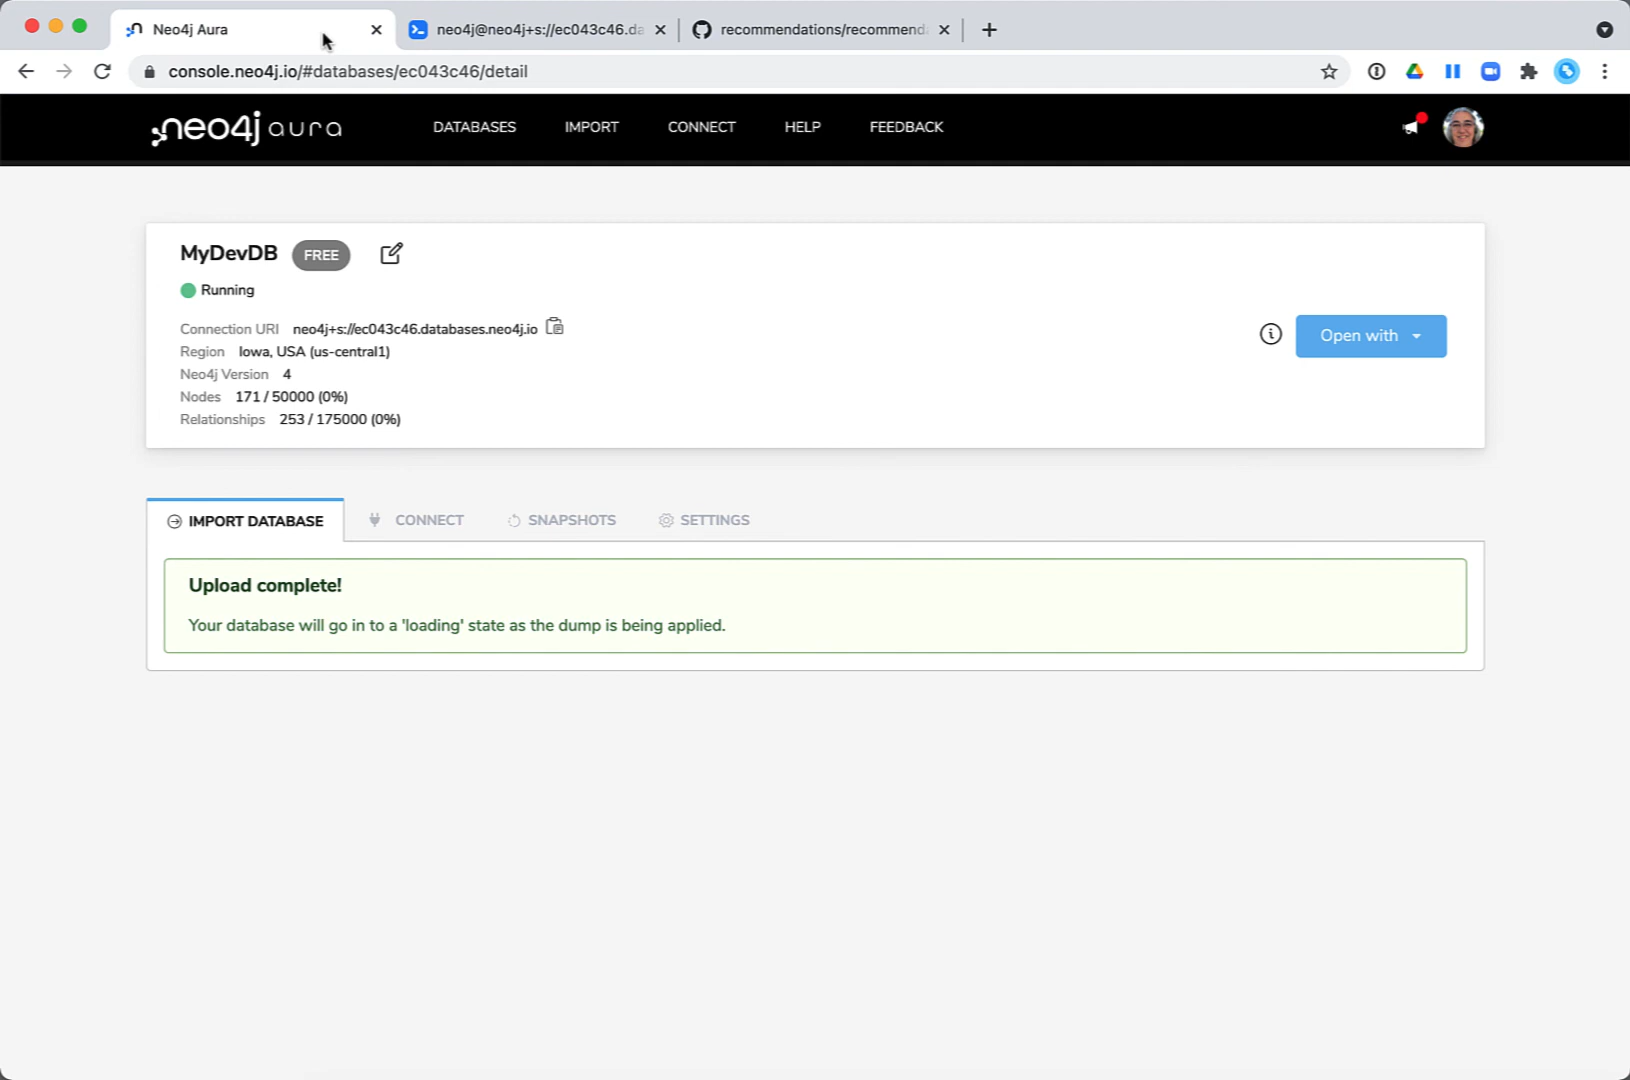 Neo4j Aura
neo4j@neo4j+s://ec043c46.da
recommendations/recommend
console.neo4j.io/#databases/ec043c46/detail
neo4j aura
DATABASES
IMPORT
CONNECT
HELP
FEEDBACK
MyDevDB
FREE
Running
Connection URI neo4j+s://ec043c46.databases.neo4j.io
Region Iowa, USA (us-central1)
Open with
Neo4j Version 4
Nodes 171 / 50000 (0%)
Relationships 253 / 175000 (0%)
IMPORT DATABASE
CONNECT
SNAPSHOTS
SETTINGS
Upload complete!
Your database will go in to a 'loading' state as the dump is being applied.